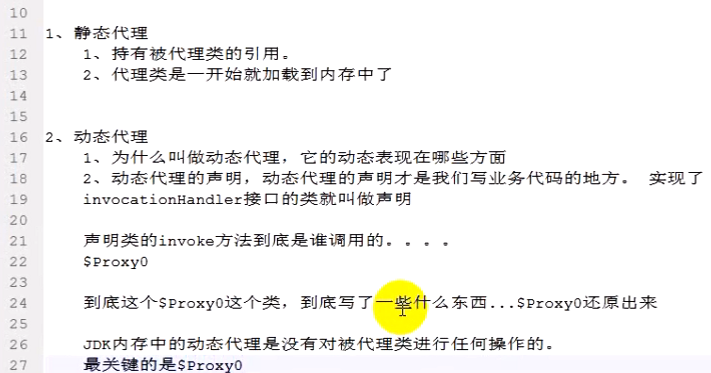 10
11 1、静态代理
12 1、持有被代理类的引用。
13 2、代理类是一开始就加载到内存中了
14
15
16 2、动态代理
17 1、为什么叫做动态代理，它的动态表现在哪些方面
18 2、动态代理的声明，动态代理的声明才是我们写业务代码的地方。 实现了
19 invocationHandler接口的类就叫做声明
20
21 声明类的invoke方法到底是谁调用的。。。。
22 $Proxy0
23
24 到底这个$Proxy0这个类，到底写了一些什么东西...$Proxy0还原出来
25
26 JDK内存中的动态代理是没有对被代理类进行任何操作的。
27 最关键的是$Proxy0